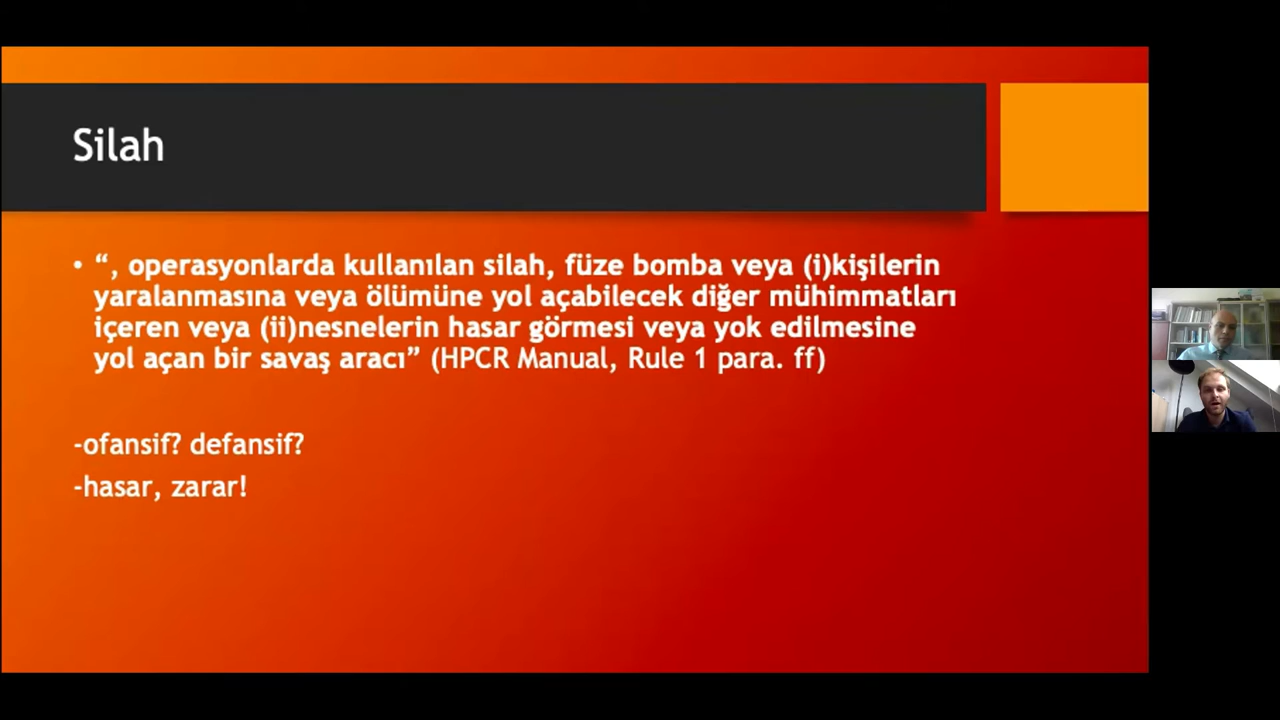 Silah
• “, operasyonlarda kullanılan silah, füze bomba veya (i)kişilerin
yaralanmasına veya ölümüne yol açabilecek diğer mühimmatları
içeren veya (ii)nesnelerin hasar görmesi veya yok edilmesine
yol açan bir savaş aracı” (HPCR Manual, Rule 1 para. ff)
-ofansif? defansif?
-hasar, zarar!